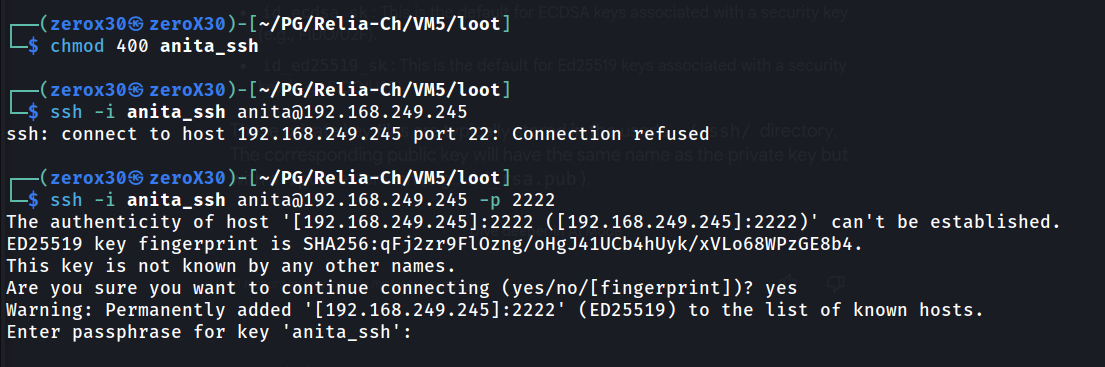 ┌──(zerox30㉿zeroX30)-[~/PG/Relia-Ch/VM5/loot]
└─$ chmod 400 anita_ssh
┌──(zerox30㉿zeroX30)-[~/PG/Relia-Ch/VM5/loot]
└─$ ssh -i anita_ssh anita@192.168.249.245
ssh: connect to host 192.168.249.245 port 22: Connection refused
┌──(zerox30㉿zeroX30)-[~/PG/Relia-Ch/VM5/loot]
└─$ ssh -i anita_ssh anita@192.168.249.245 -p 2222
The authenticity of host '[192.168.249.245]:2222 ([192.168.249.245]:2222)' can't be established.
ED25519 key fingerprint is SHA256:qFj2zr9FlOzng/oHgJ41UCb4hUyk/xVLo68WPzGE8b4.
This key is not known by any other names.
Are you sure you want to continue connecting (yes/no/[fingerprint])? yes
Warning: Permanently added '[192.168.249.245]:2222' (ED25519) to the list of known hosts.
Enter passphrase for key 'anita_ssh':